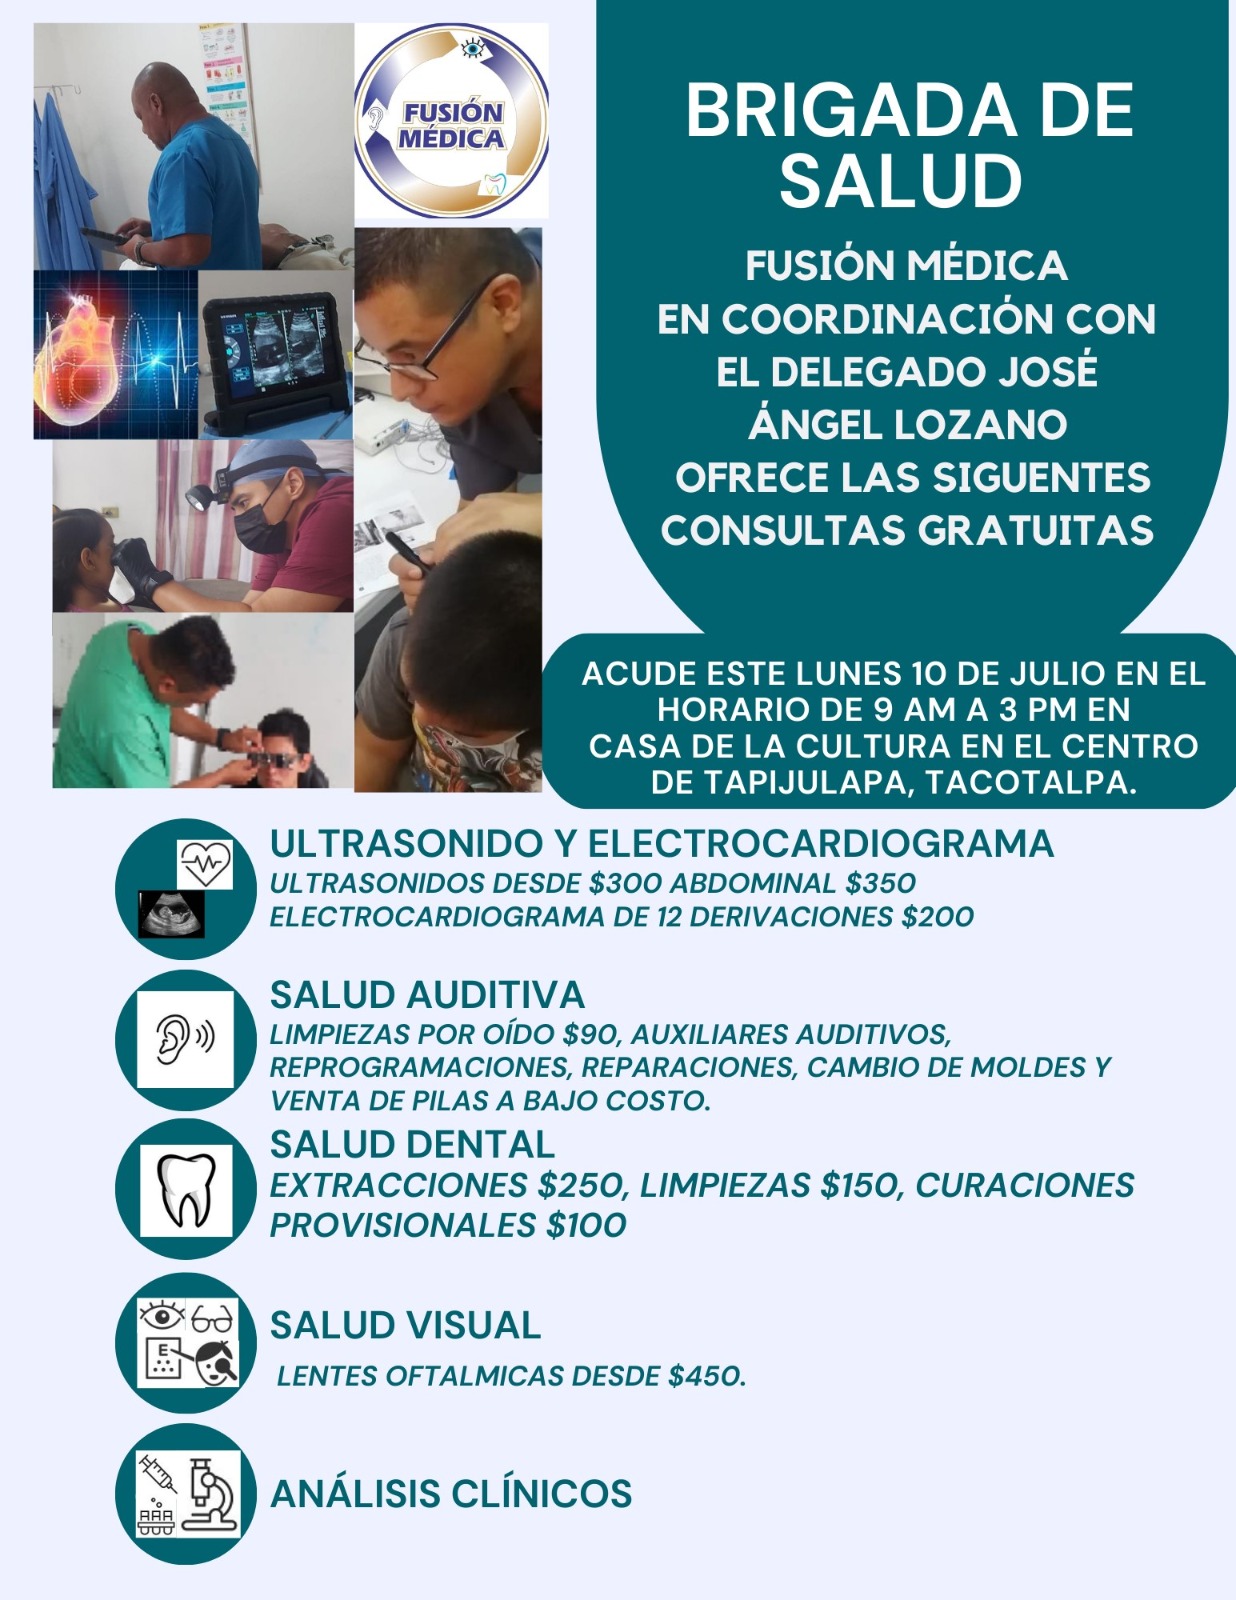 FUSIÓN
MÉDICA
BRIGADA DE
SALUD
FUSIÓN MÉDICA
EN COORDINACIÓN CON
EL DELEGADO JOSÉ
ÁNGEL LOZANO
OFRECE LAS SIGUENTES
CONSULTAS GRATUITAS
ACUDE ESTE LUNES 10 DE JULIO EN EL
HORARIO DE 9 AM A 3 PM EN
CASA DE LA CULTURA EN EL CENTRO
DE TAPIJULAPA, TACOTALPA.
ULTRASONIDO Y ELECTROCARDIOGRAMA
ULTRASONIDOS DESDE $300 ABDOMINAL $350
ELECTROCARDIOGRAMA DE 12 DERIVACIONES $200
SALUD AUDITIVA
LIMPIEZAS POR OÍDO $90, AUXILIARES AUDITIVOS,
REPROGRAMACIONES, REPARACIONES, CAMBIO DE MOLDES Y
VENTA DE PILAS A BAJO COSTO.
SALUD DENTAL
EXTRACCIONES $250, LIMPIEZAS $150, CURACIONES
PROVISIONALES $100
E
SALUD VISUAL
LENTES OFTALMICAS DESDE $450.
ANÁLISIS CLÍNICOS